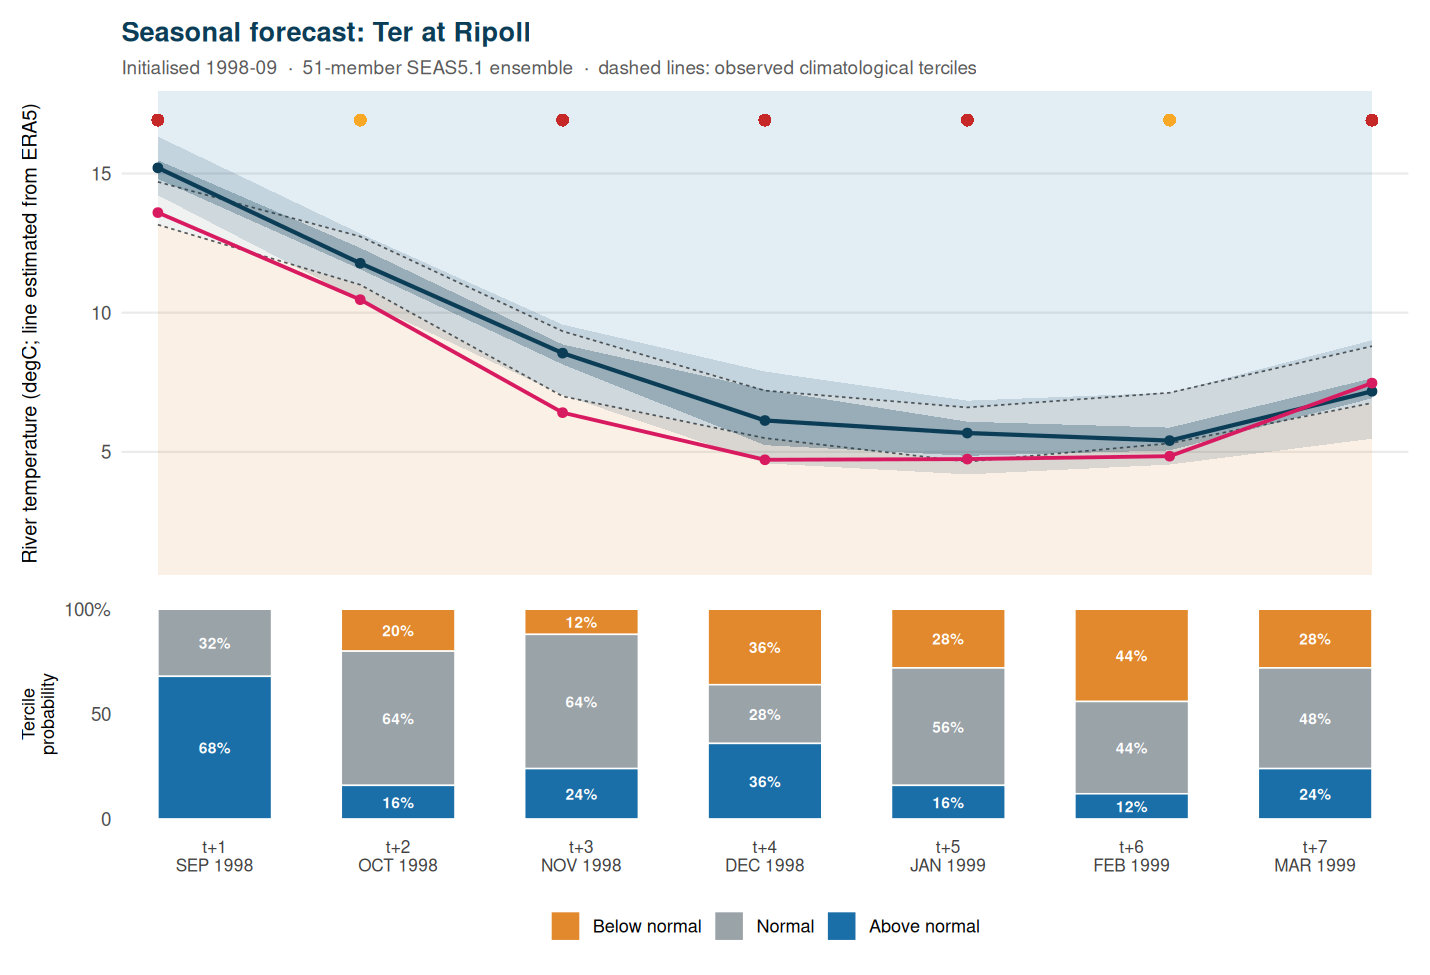 Seasonal forecast: Ter at Ripoll
Initialised 1998-09 · 51-member SEAS5.1 ensemble · dashed lines: observed climatological terciles
River temperature (degC; line estimated from ERA5)
15
10
5
Tercile
probability
100%
50
0
32%
68%
20%
64%
16%
12%
64%
24%
36%
28%
36%
28%
56%
16%
44%
44%
12%
28%
48%
24%
t+1
SEP 1998
t+2
OCT 1998
t+3
NOV 1998
t+4
DEC 1998
t+5
JAN 1999
t+6
FEB 1999
t+7
MAR 1999
Below normal
Normal
Above normal